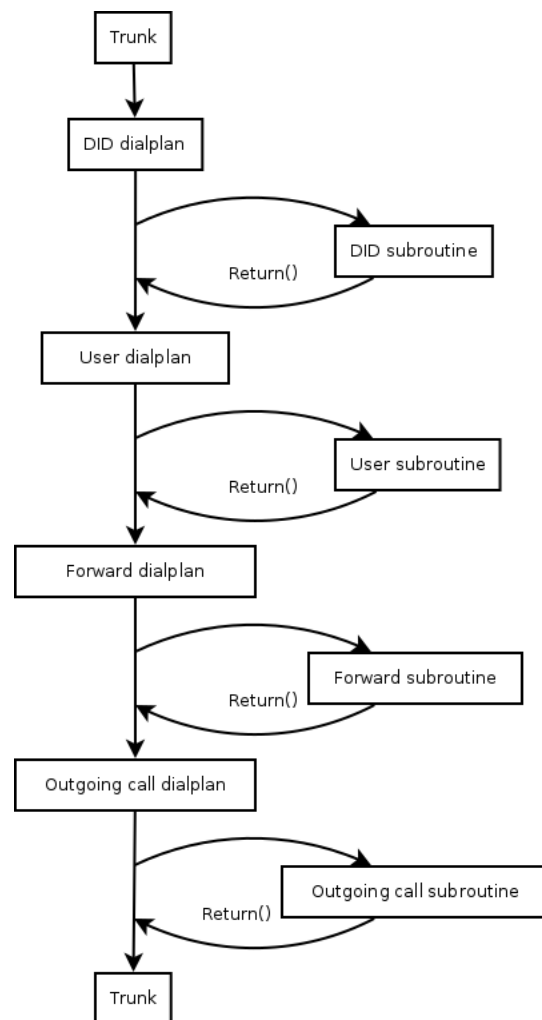 Trunk
DID dialplan
DID subroutine
Return()
User dialplan
User subroutine
Return()
Forward dialplan
Forward subroutine
Return()
Outgoing call dialplan
Outgoing call subroutine
Return()
Trunk